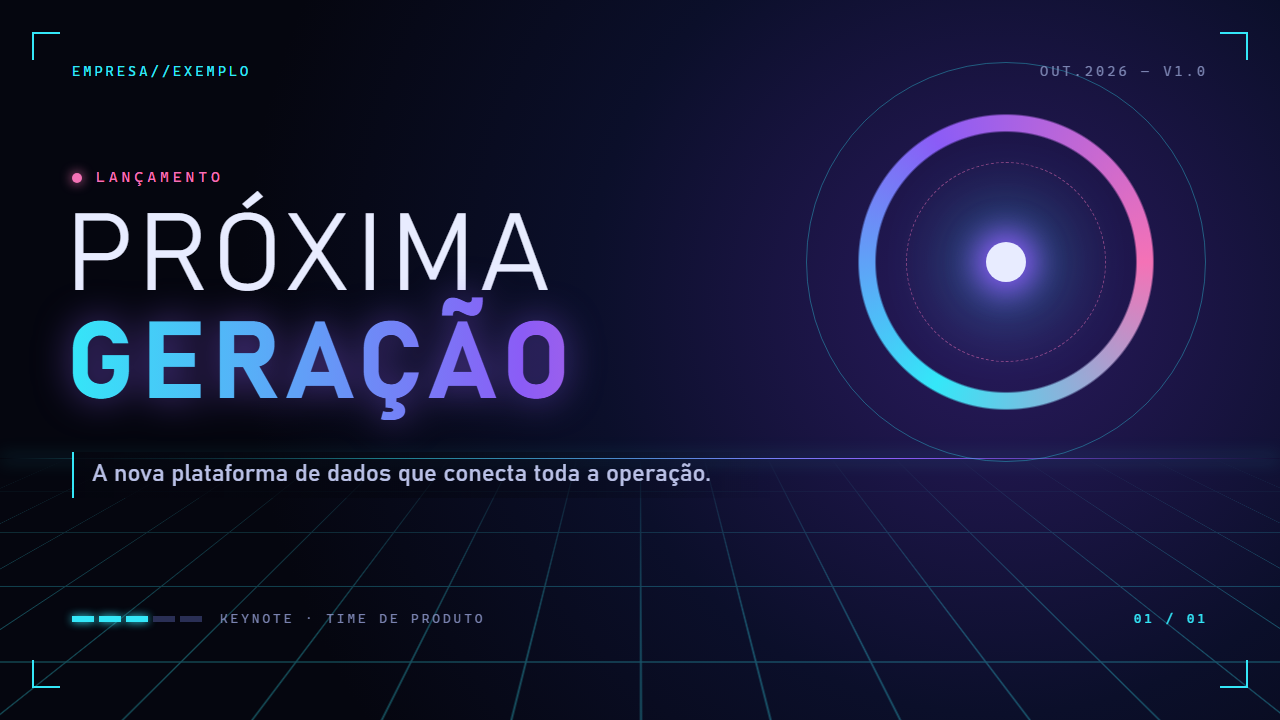 EMPRESA//EXEMPLO
OUT.2026 — V1.0
LANÇAMENTO
PRÓXIMA
GERAÇÃO
A nova plataforma de dados que conecta toda a operação.
KEYNOTE · TIME DE PRODUTO
01 / 01